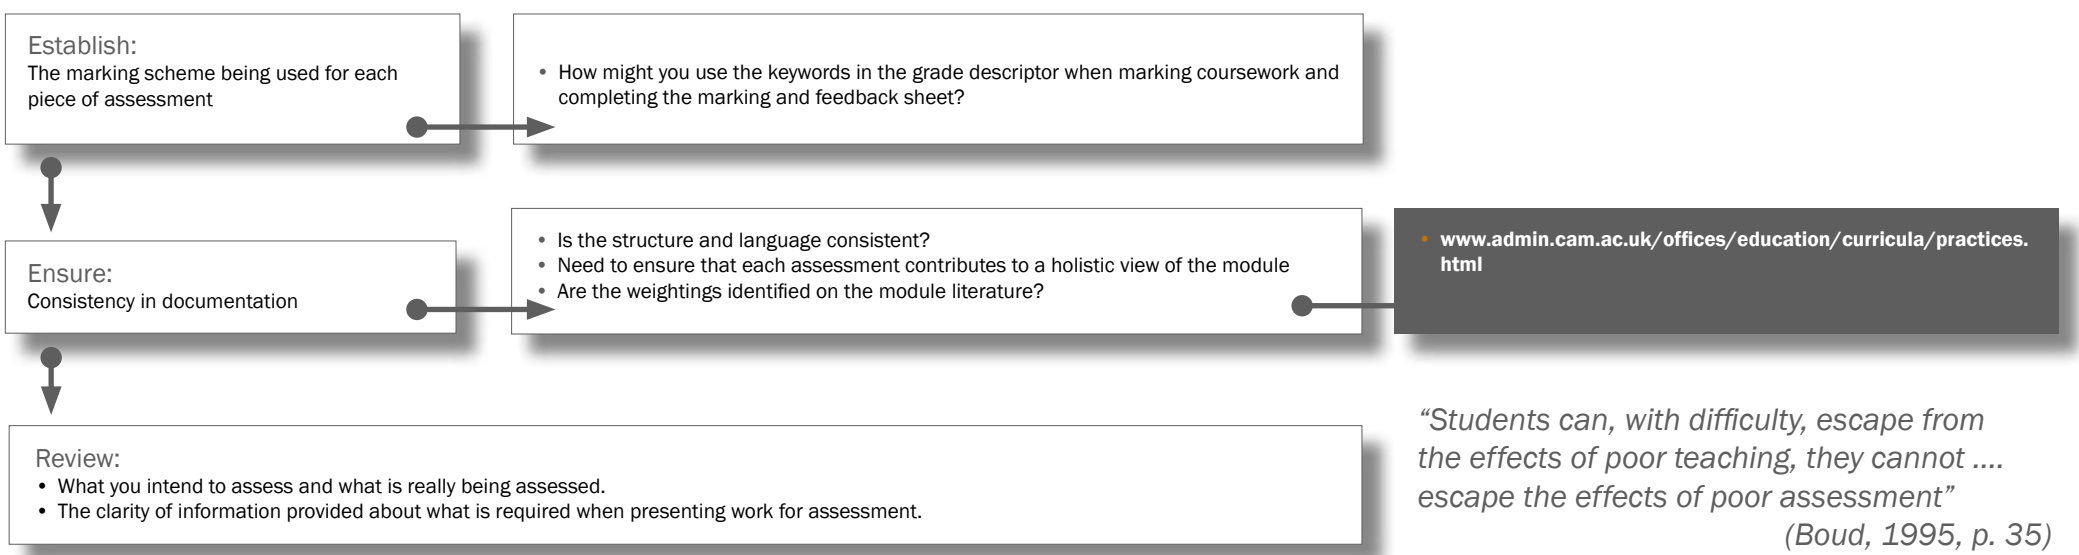 Establish:
The marking scheme being used for each
piece of assessment
• How might you use the keywords in the grade descriptor when marking coursework and
completing the marking and feedback sheet?
Ensure:
Consistency in documentation
• Is the structure and language consistent?
• Need to ensure that each assessment contributes to a holistic view of the module
• Are the weightings identified on the module literature?
• www.admin.cam.ac.uk/offices/education/curricula/practices.
html
Review:
• What you intend to assess and what is really being assessed.
• The clarity of information provided about what is required when presenting work for assessment.
“Students can, with difficulty, escape from
the effects of poor teaching, they cannot ....
escape the effects of poor assessment”
(Boud, 1995, p. 35)